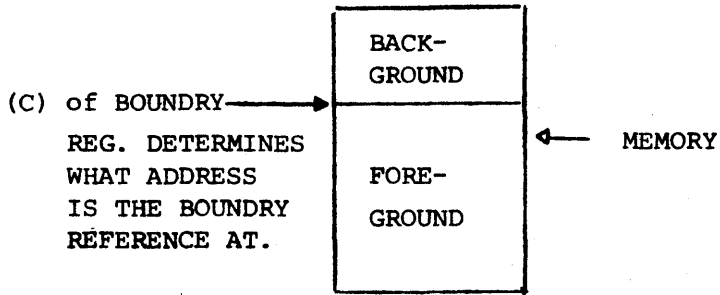 BACK-
GROUND
(C) of BOUNDRY
REG. DETERMINES
WHAT ADDRESS
IS THE BOUNDRY
REFERENCE AT.
MEMORY
FORE-
GROUND